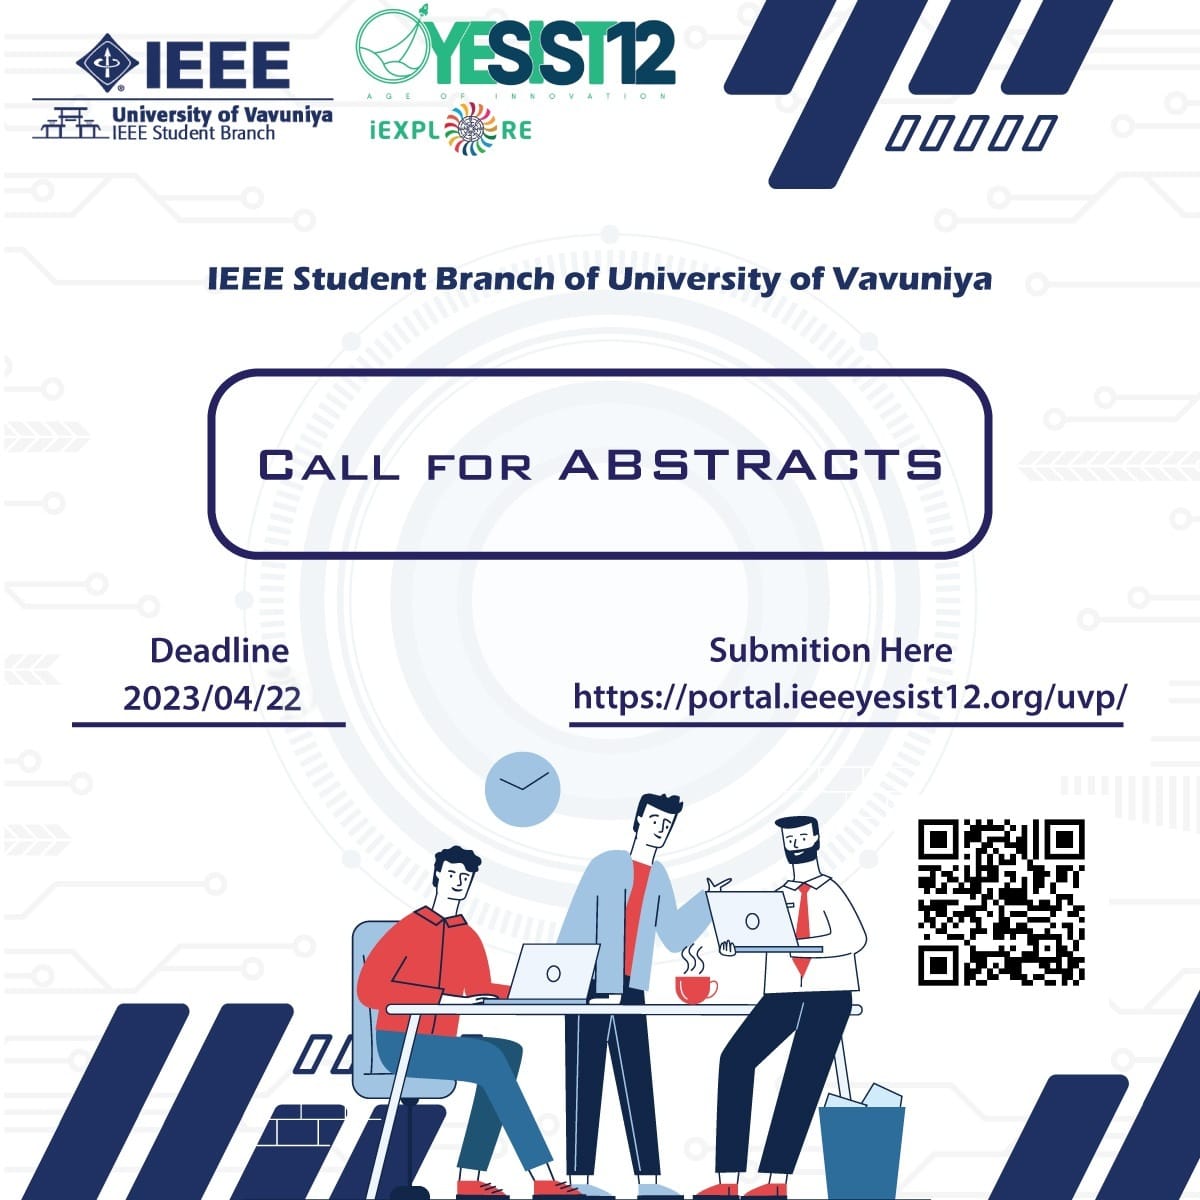 IEEE
University of Vavuniya
IEEE Student Branch
YESIST12
AGE OF INNOVATION
iEXPLORE
IEEE Student Branch of University of Vavuniya
CALL FOR ABSTRACTS
Deadline
2023/04/22
Submition Here
https://portal.ieeeyesist12.org/uvp/